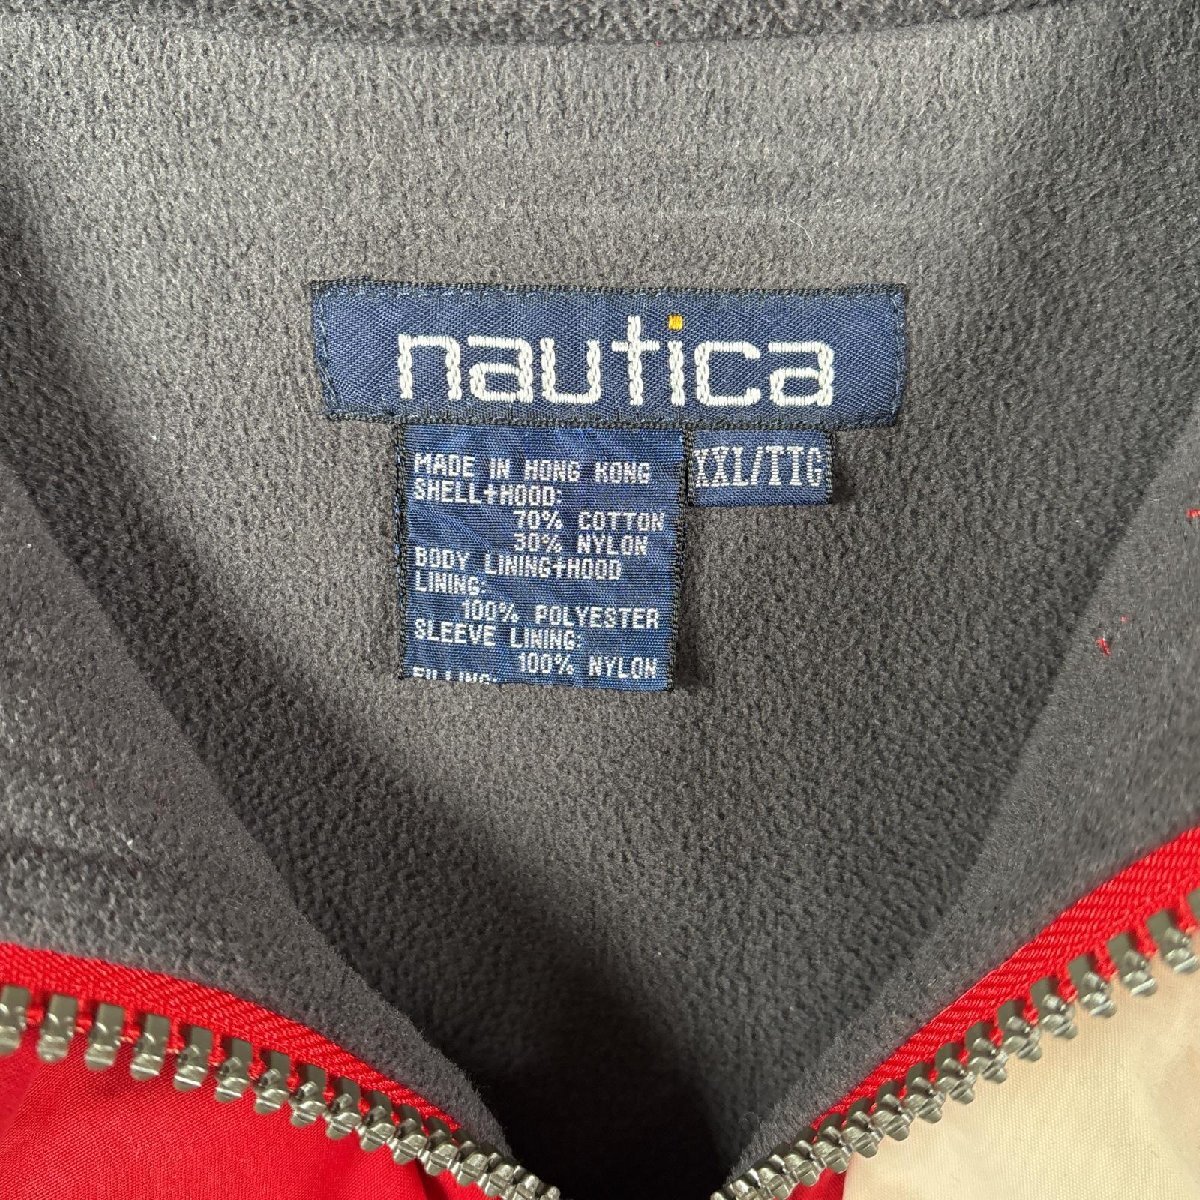 nautica
MADE IN HONG KONG
SHELL+HOOD:
70% COTTON
30% NYLON
BODY LINING+HOOD
LINING:
100% POLYESTER
SLEEVE LINING:
100% NYLON
FILLING:
XXL/TTG